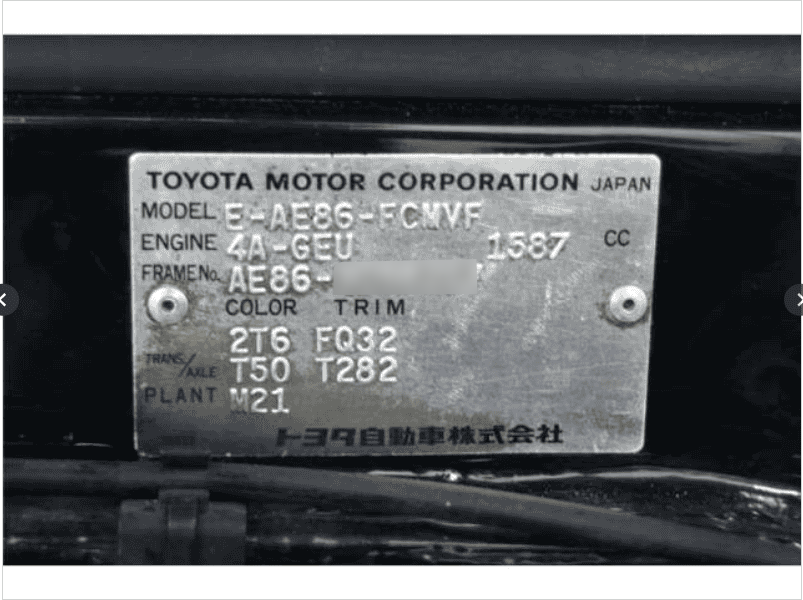 TOYOTA MOTOR CORPORATION JAPAN
MODEL E-AE86-FCMVF
ENGINE 4A-GEU 1587 CC
FRAME No. AE86-
COLOR TRIM
2T6 FQ32
TRANS./AXLE T50 T282
PLANT M21
トヨタ自動車株式会社